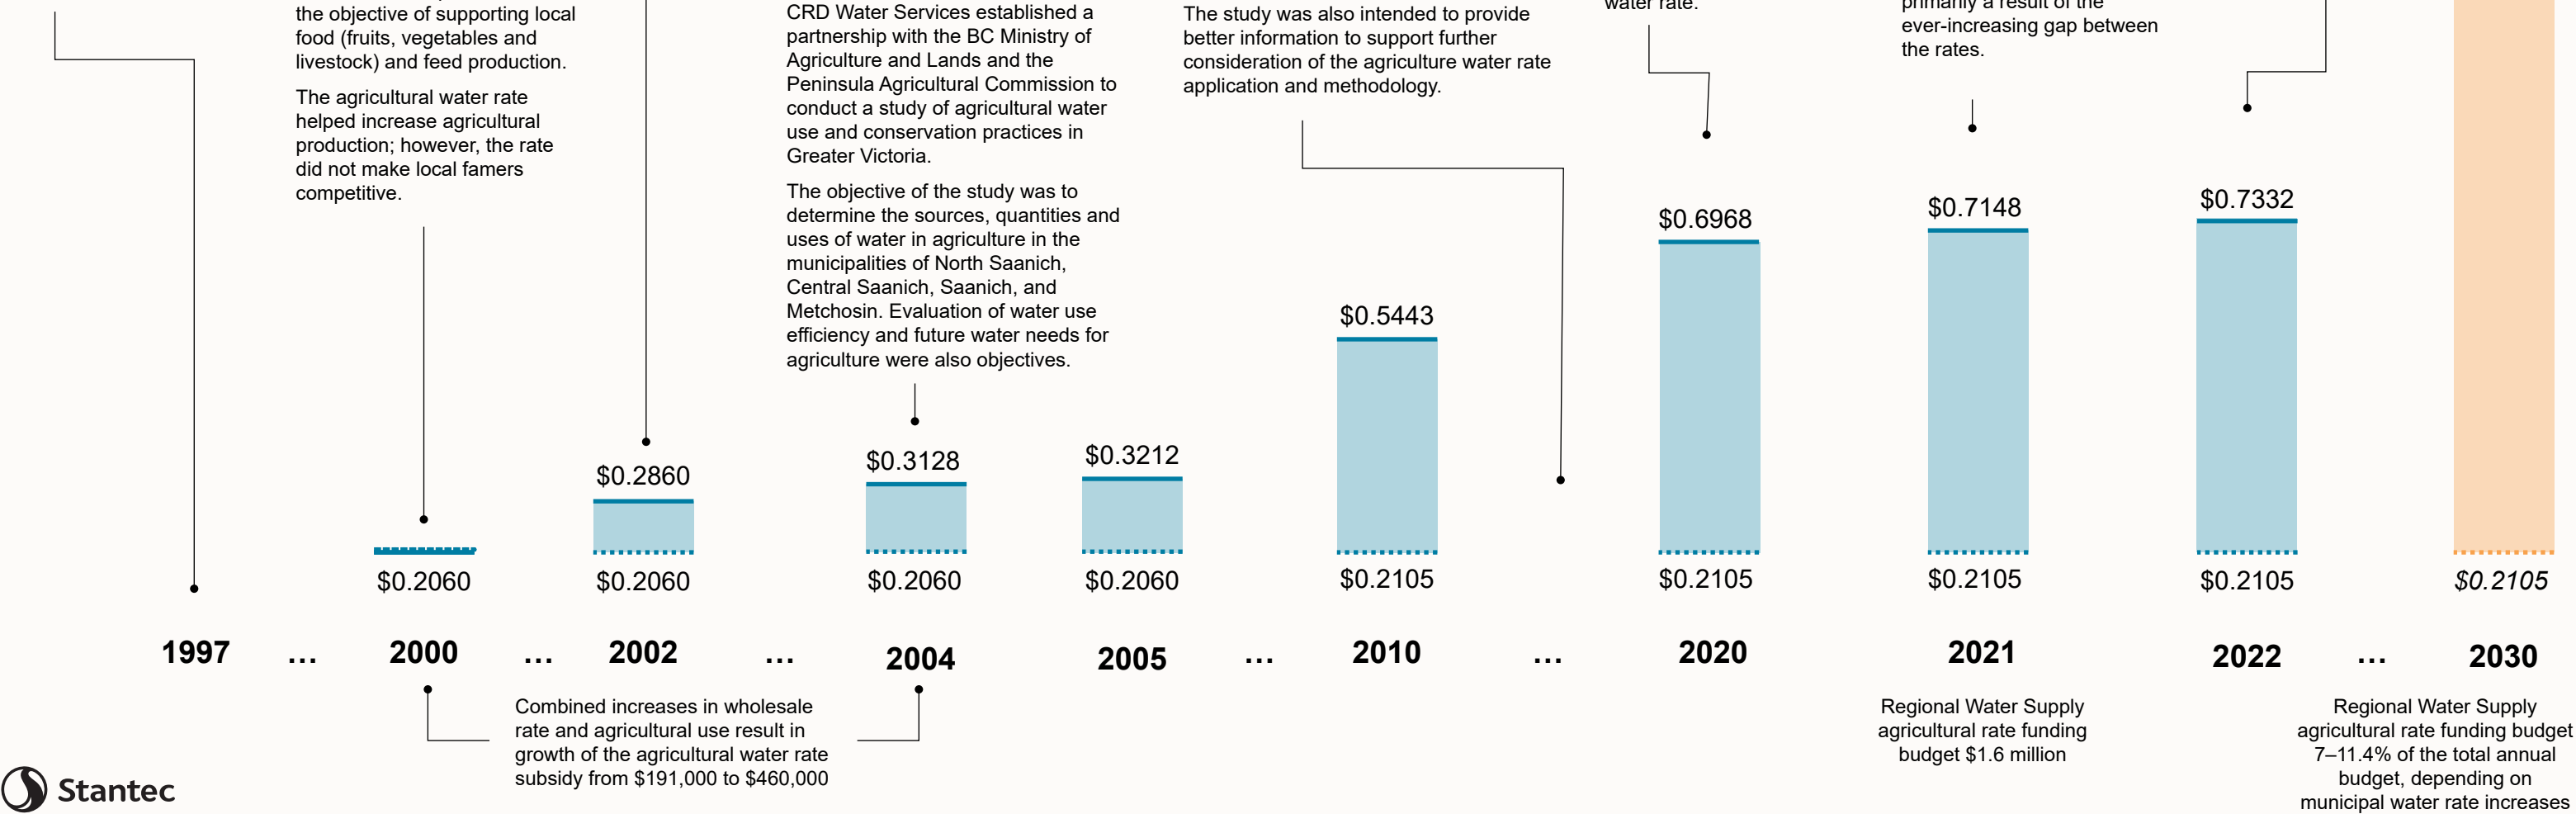 the objective of supporting local
food (fruits, vegetables and
livestock) and feed production.
The agricultural water rate
helped increase agricultural
production; however, the rate
did not make local famers
competitive.
CRD Water Services established a
partnership with the BC Ministry of
Agriculture and Lands and the
Peninsula Agricultural Commission to
conduct a study of agricultural water
use and conservation practices in
Greater Victoria.
The objective of the study was to
determine the sources, quantities and
uses of water in agriculture in the
municipalities of North Saanich,
Central Saanich, Saanich, and
Metchosin. Evaluation of water use
efficiency and future water needs for
agriculture were also objectives.
The study was also intended to provide
better information to support further
consideration of the agriculture water rate
application and methodology.
water rate.
primarily a result of the
ever-increasing gap between
the rates.
$0.2860
$0.3128
$0.3212
$0.5443
$0.6968
$0.7148
$0.7332
$0.2060
$0.2060
$0.2060
$0.2060
$0.2105
$0.2105
$0.2105
$0.2105
$0.2105
1997 ... 2000 ... 2002 ... 2004 2005 ... 2010 ... 2020 2021 2022 ... 2030
Combined increases in wholesale
rate and agricultural use result in
growth of the agricultural water rate
subsidy from $191,000 to $460,000
Regional Water Supply
agricultural rate funding
budget $1.6 million
Regional Water Supply
agricultural rate funding budget
7–11.4% of the total annual
budget, depending on
municipal water rate increases
Stantec